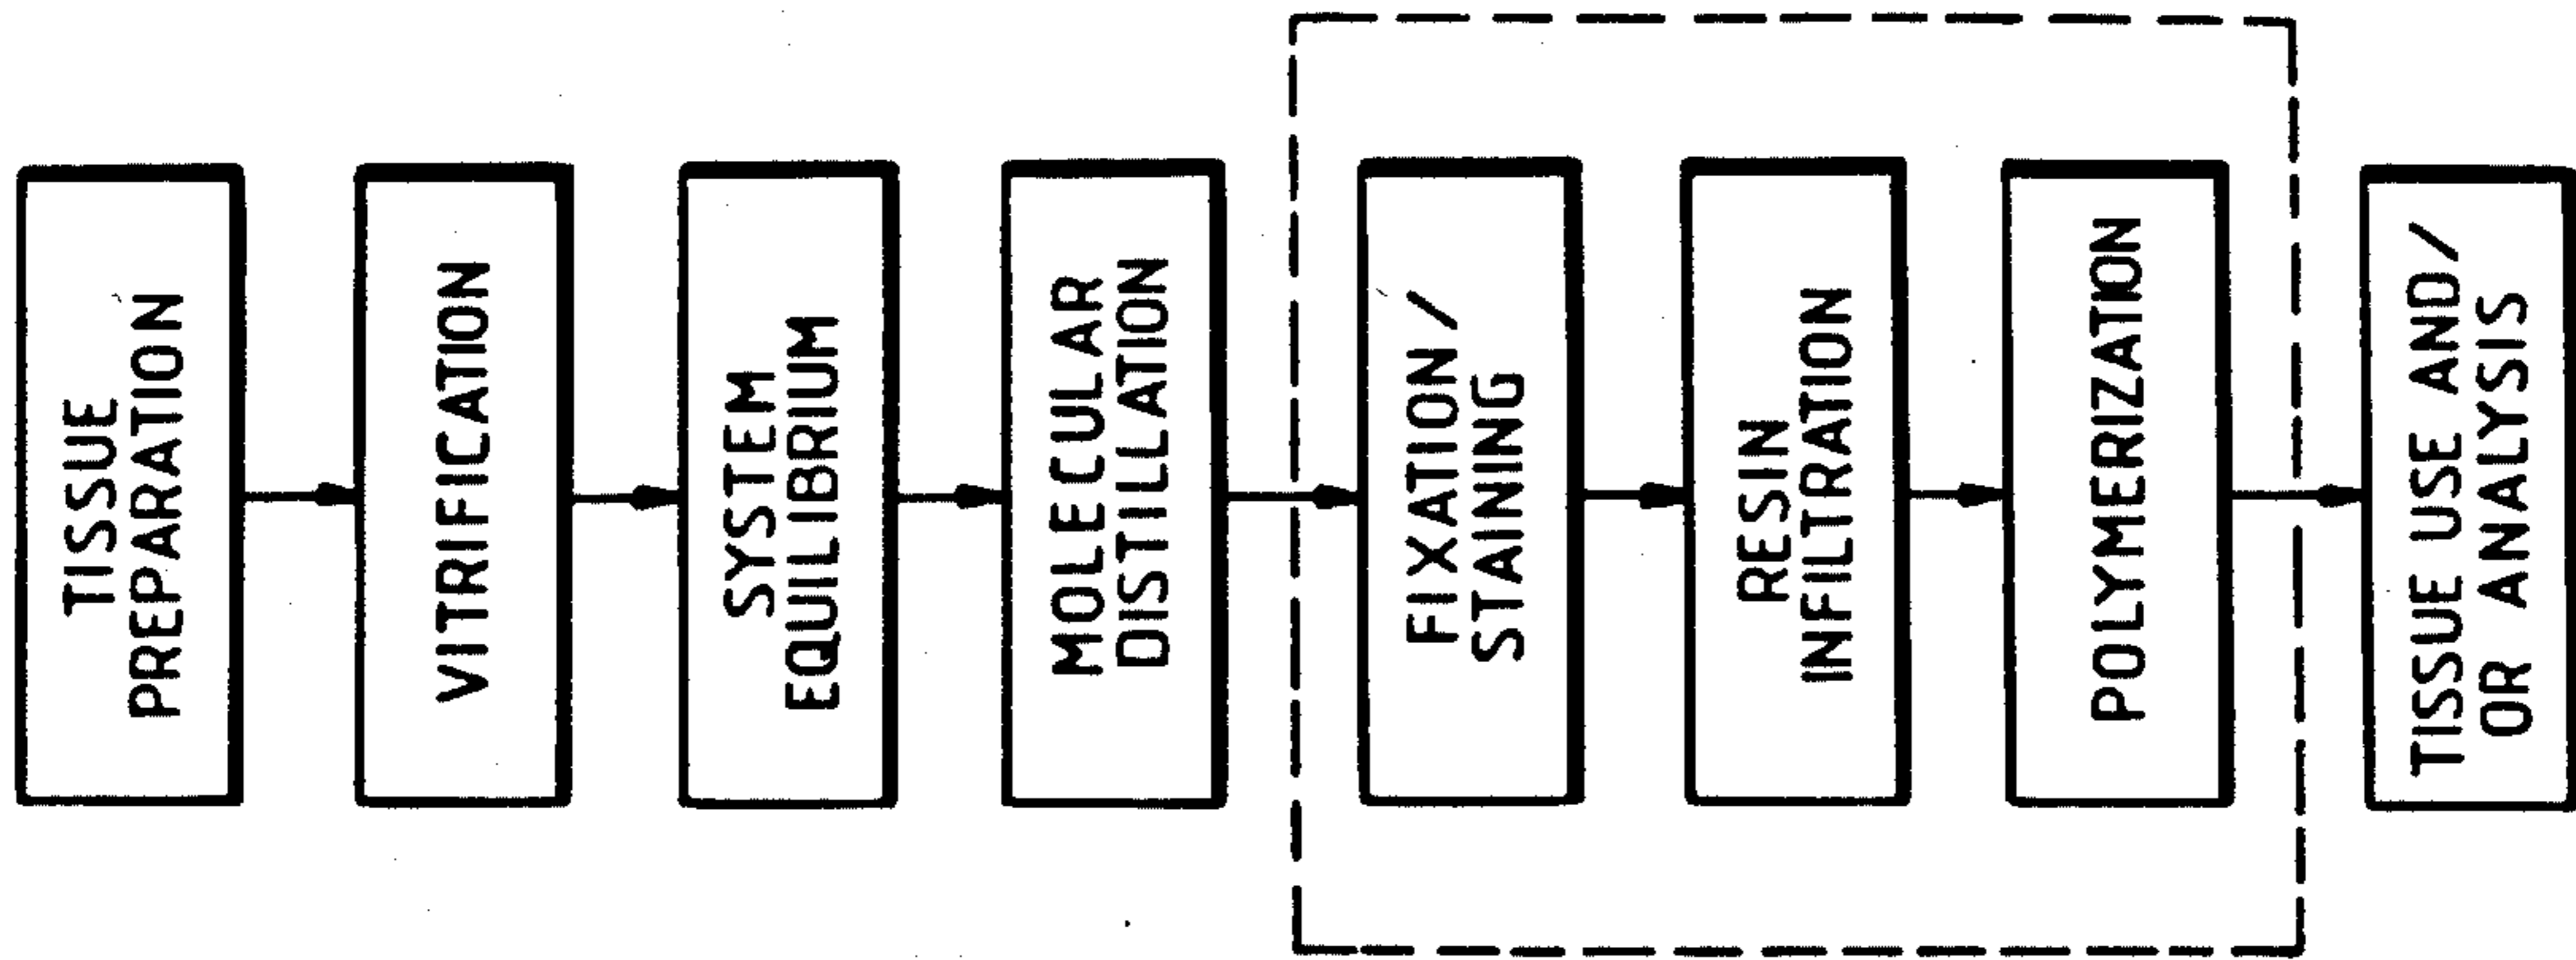 TISSUE
PREPARATION
VITRIFICATION
SYSTEM
EQUILIBRIUM
MOLECULAR
DISTILLATION
FIXATION/
STAINING
RESIN
INFILTRATION
POLYMERIZATION
TISSUE USE AND/
OR ANALYSIS